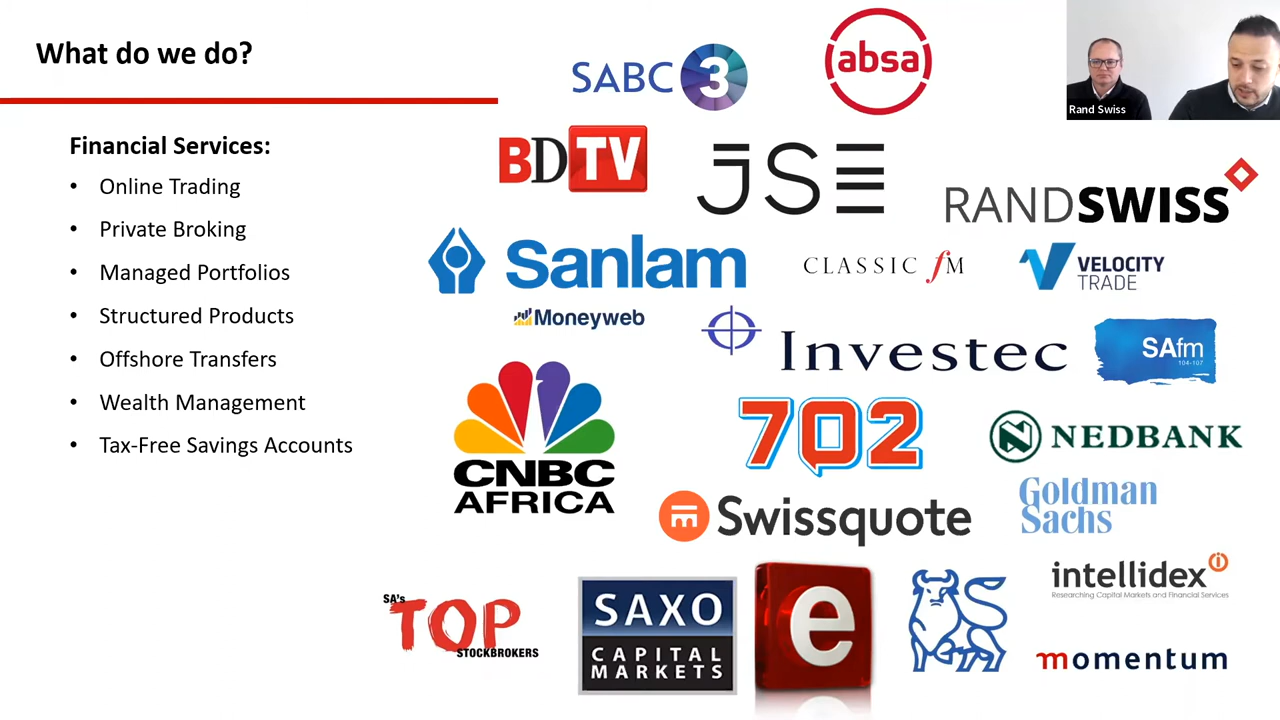 What do we do?
Financial Services:
• Online Trading
• Private Broking
• Managed Portfolios
• Structured Products
• Offshore Transfers
• Wealth Management
• Tax-Free Savings Accounts
SABC 3
absa
Rand Swiss
BDTV
JSE
RANDSWISS
Sanlam
CLASSIC fM
VELOCITY
TRADE
Moneyweb
Investec
SAfm
104-107
CNBC
AFRICA
702
NEDBANK
Swissquote
Goldman
Sachs
SA's
TOP
STOCKBROKERS
SAXO
CAPITAL
MARKETS
e
intellidex
Researching Capital Markets and Financial Services
momentum